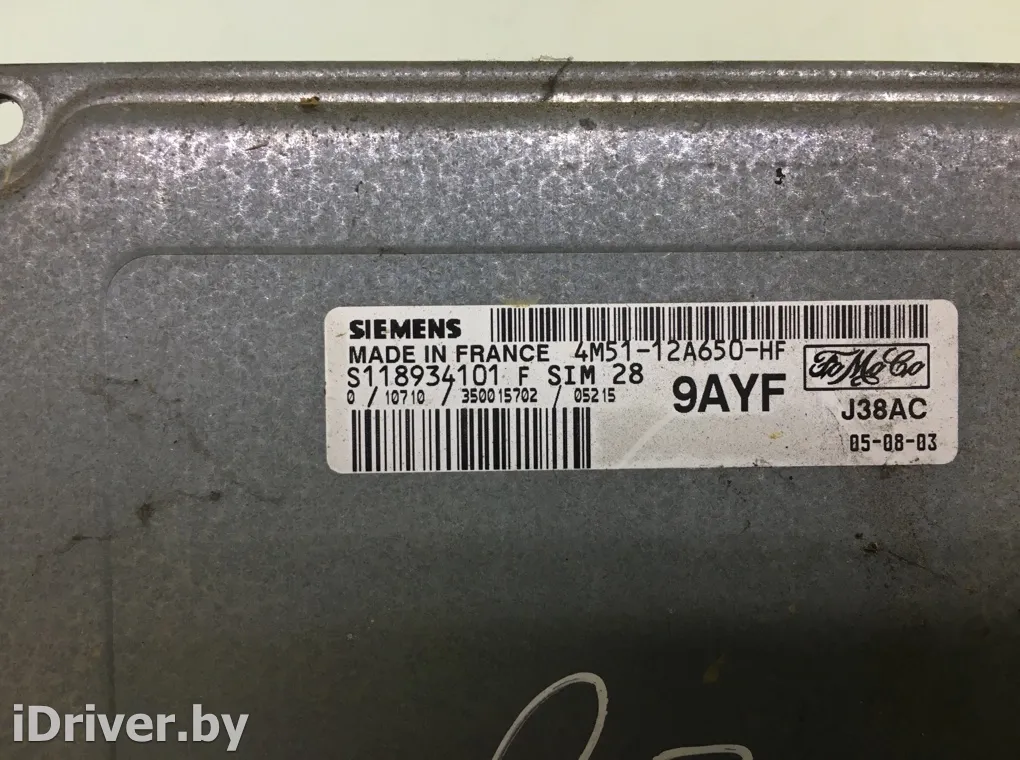 SIEMENS
MADE IN FRANCE 4M51-12A650-HF
S118934101 F SIM 28
0 / 10710 / 350015702 / 05215
9AYF
FoMoCo
J38AC
05-08-03
iDriver.by